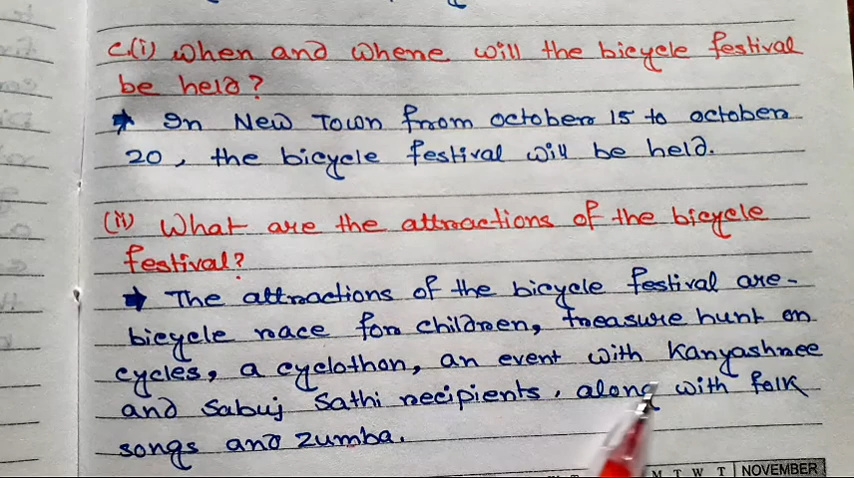 C.(i) When and where will the bicycle festival
be held?
→ In New Town from october 15 to october
20, the bicycle festival will be held.
(ii) What are the attractions of the bicycle
festival?
→ The attractions of the bicycle festival are-
bicycle race for children, treasure hunt on
cycles, a cyclothon, an event with Kanyashree
and Sabuj Sathi recipients, along with folk
songs and zumba.
M T W T NOVEMBER